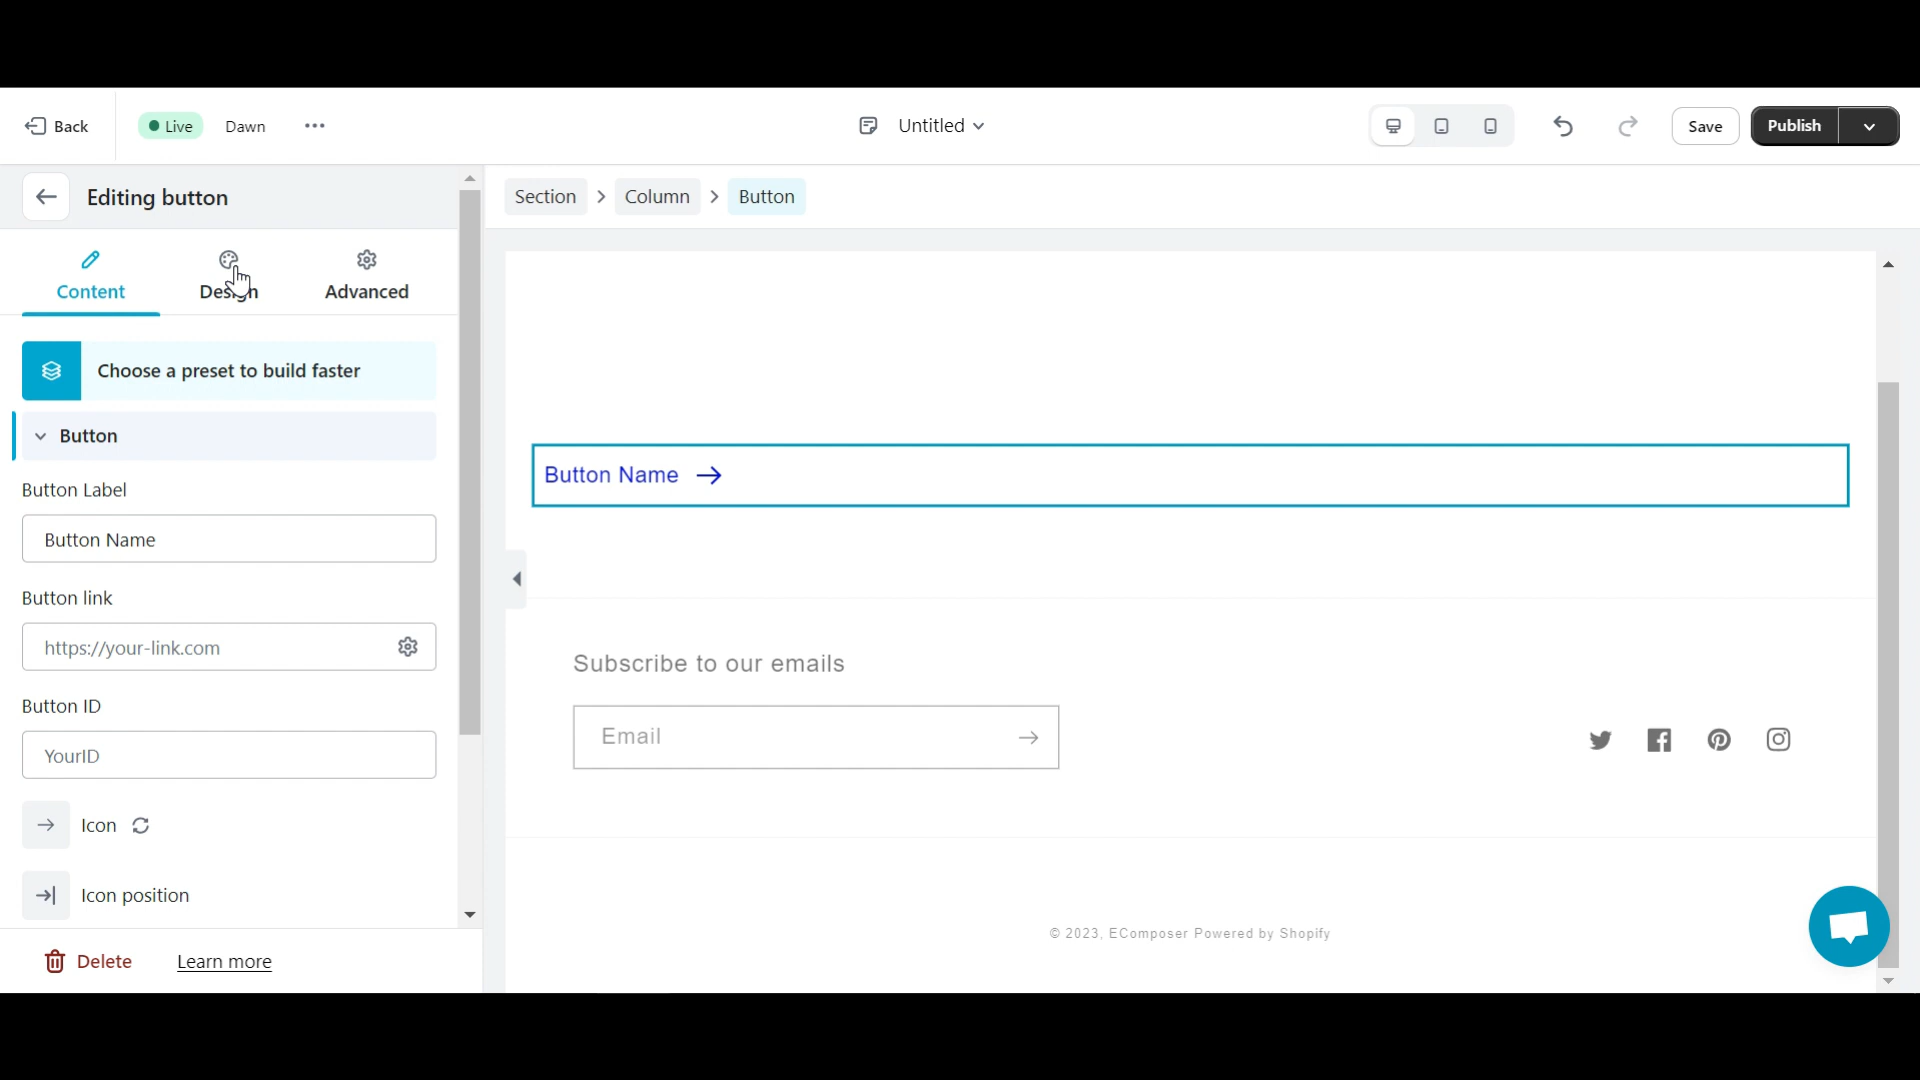 Back
Live
Dawn
Untitled
Save
Publish
Editing button
Section
Column
Button
Content
Design
Advanced
Choose a preset to build faster
Button
Button Label
Button Name
Button link
https://your-link.com
Button ID
YourID
Icon
Icon position
Delete
Learn more
Button Name
Subscribe to our emails
Email
© 2023, EComposer Powered by Shopify